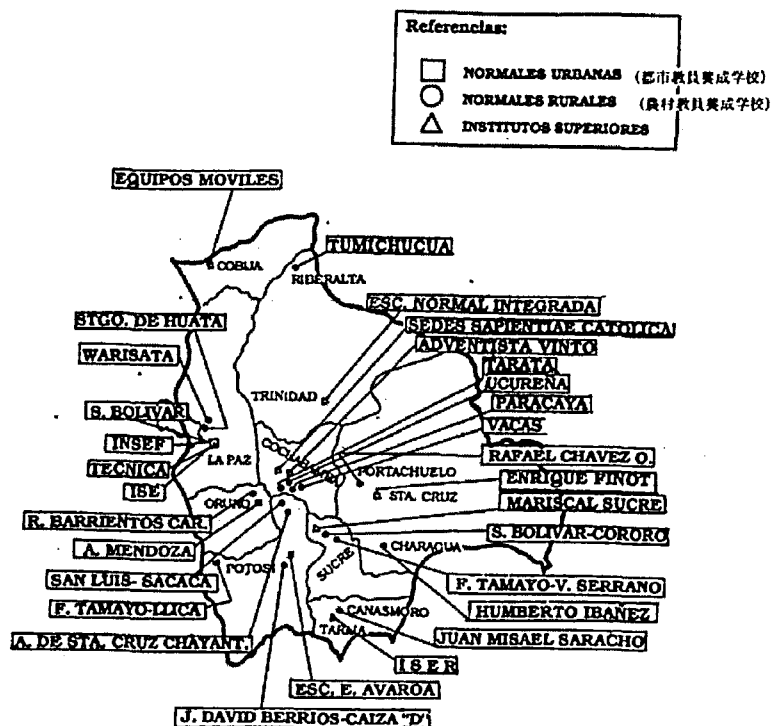 Referencias:
NORMALES URBANAS (都市教員養成学校)
NORMALES RURALES (農村教員養成学校)
INSTITUTOS SUPERIORES
EQUIPOS MOVILES
COBIJA
TUMICHUCUA
RIBERALTA
ESC. NORMAL INTEGRADA
STGO. DE HUATA
SEDES SAPIENTIAE CATOLICA
ADVENTISTA VINTO
WARISATA
TARATA
UCUREÑA
TRINIDAD
PARACAYA
S. BOLIVAR
VACAS
INSEF
LA PAZ
RAFAEL CHAVEZ O.
TECNICA
PORTACHUELO
ENRIQUE FINOT
ISE
STA. CRUZ
ORURO
MARISCAL SUCRE
R. BARRIENTOS CAR.
S. BOLIVAR-CORORO
A. MENDOZA
CHARAGUA
SUCRE
SAN LUIS- SACACA
POTOSI
F. TAMAYO-V. SERRANO
F. TAMAYO-LLICA
CANASMORO
HUMBERTO IBAÑEZ
TARIJA
A. DE STA. CRUZ CHAYANT.
JUAN MISAEL SARACHO
I S E R
ESC. E. AVAROA
J. DAVID BERRIOS-CAIZA "D"